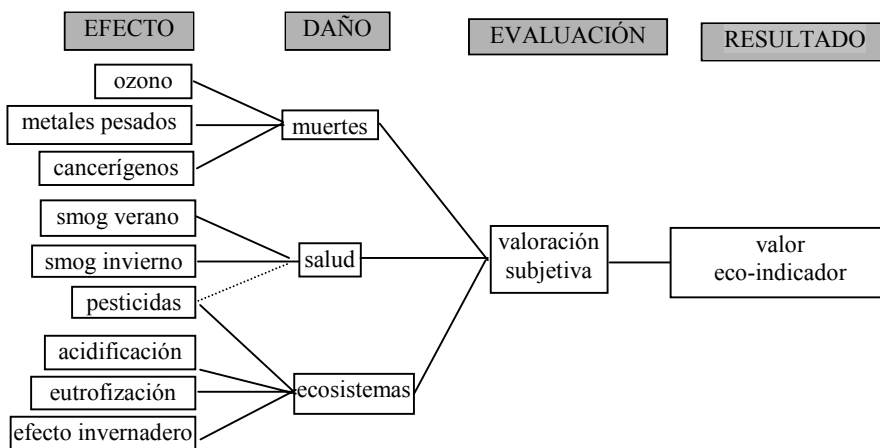 EFECTO
DAÑO
EVALUACIÓN
RESULTADO
ozono
metales pesados
cancerígenos
smog verano
smog invierno
pesticidas
acidificación
eutrofización
efecto invernadero
muertes
salud
ecosistemas
valoración
subjetiva
valor
eco-indicador